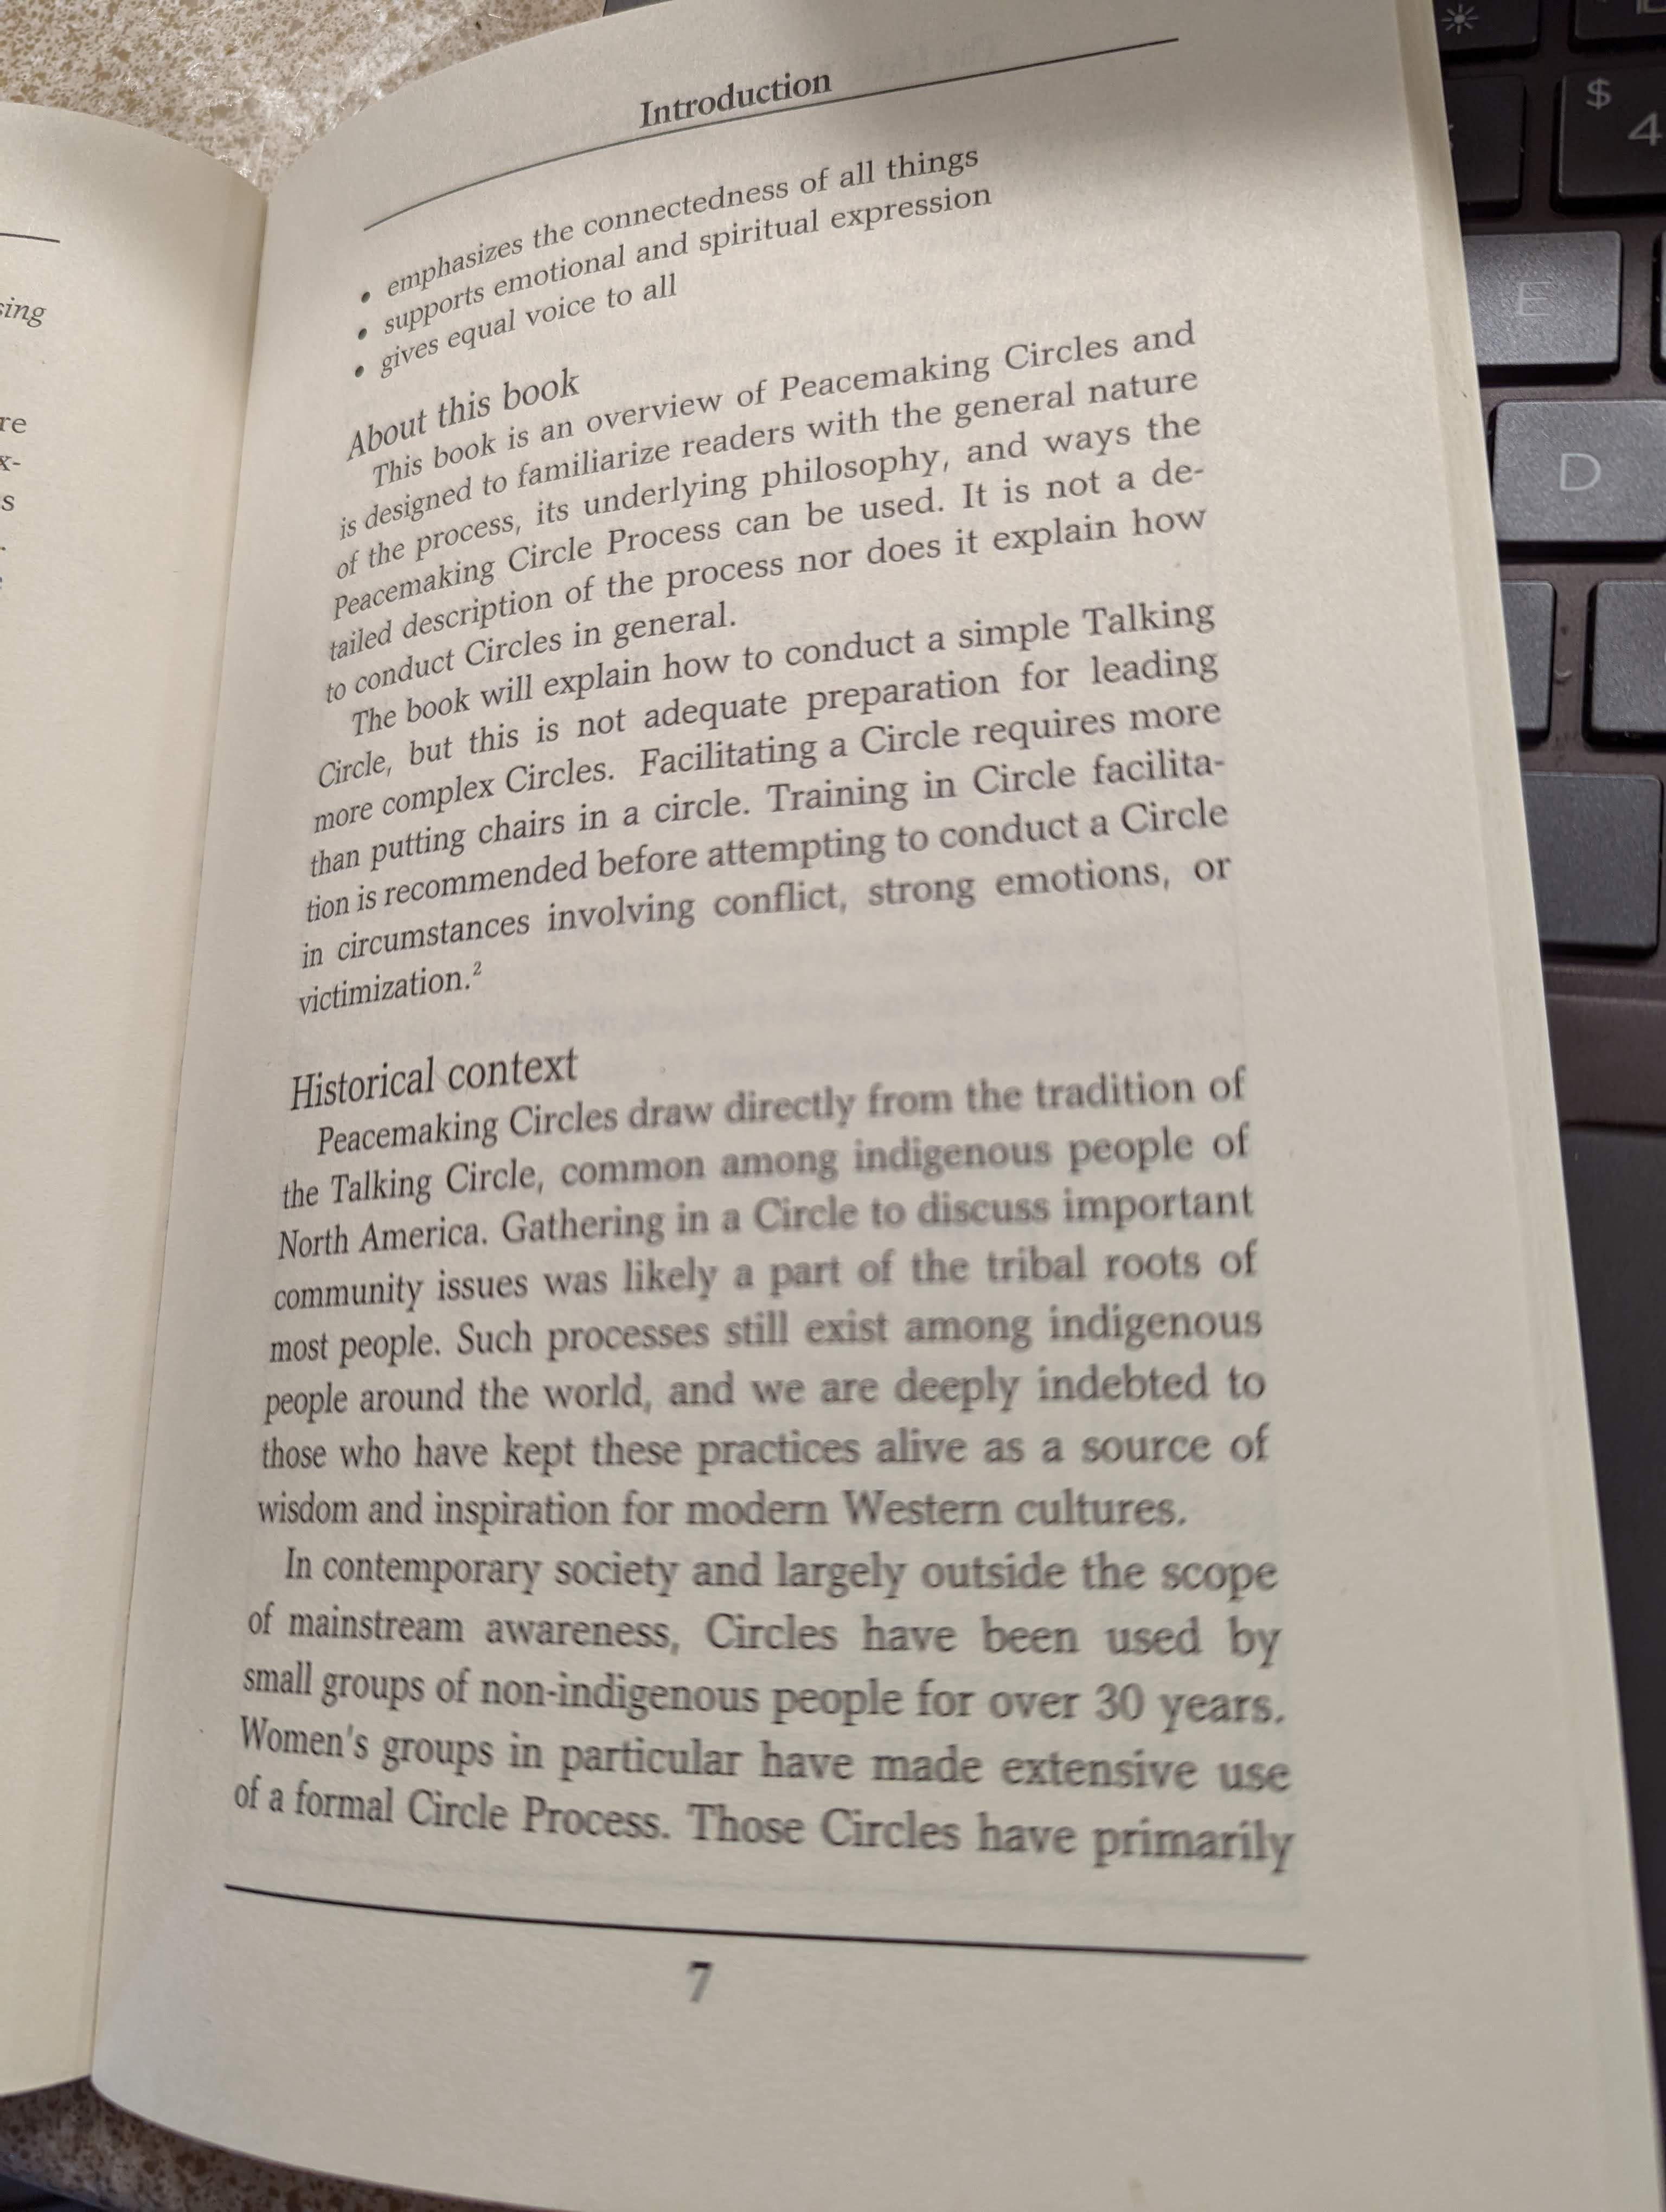 Introduction
• emphasizes the connectedness of all things
• supports emotional and spiritual expression
• gives equal voice to all
About this book
This book is an overview of Peacemaking Circles and
is designed to familiarize readers with the general nature
of the process, its underlying philosophy, and ways the
Peacemaking Circle Process can be used. It is not a de-
tailed description of the process nor does it explain how
to conduct Circles in general.
The book will explain how to conduct a simple Talking
Circle, but this is not adequate preparation for leading
more complex Circles. Facilitating a Circle requires more
than putting chairs in a circle. Training in Circle facilita-
tion is recommended before attempting to conduct a Circle
in circumstances involving conflict, strong emotions, or
victimization.²
Historical context
Peacemaking Circles draw directly from the tradition of
the Talking Circle, common among indigenous people of
North America. Gathering in a Circle to discuss important
community issues was likely a part of the tribal roots of
most people. Such processes still exist among indigenous
people around the world, and we are deeply indebted to
those who have kept these practices alive as a source of
wisdom and inspiration for modern Western cultures.
In contemporary society and largely outside the scope
of mainstream awareness, Circles have been used by
small groups of non-indigenous people for over 30 years.
Women's groups in particular have made extensive use
of a formal Circle Process. Those Circles have primarily
7
$
4
E
D